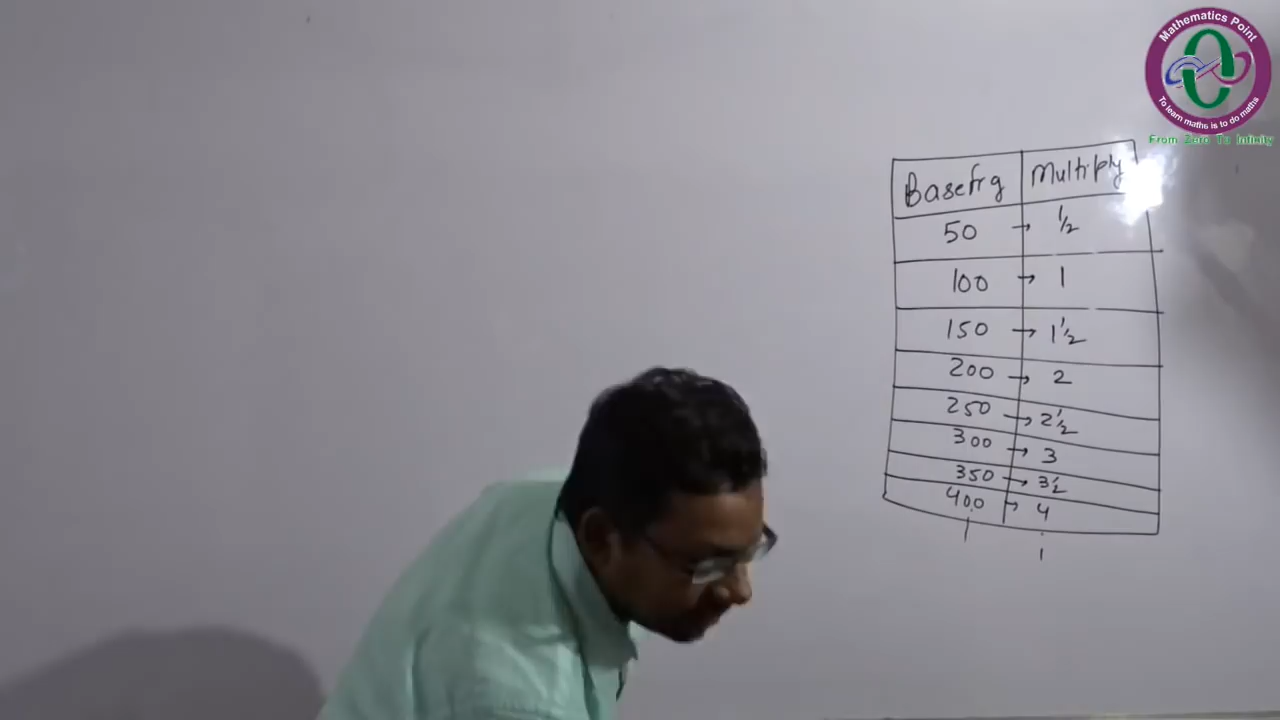 Mathematics Point
To learn maths is to do maths
From Zero To Infinity
Basefrg Multiply
50 → 1/2
100 → 1
150 → 1 1/2
200 → 2
250 → 2 1/2
300 → 3
350 → 3 1/2
400 → 4